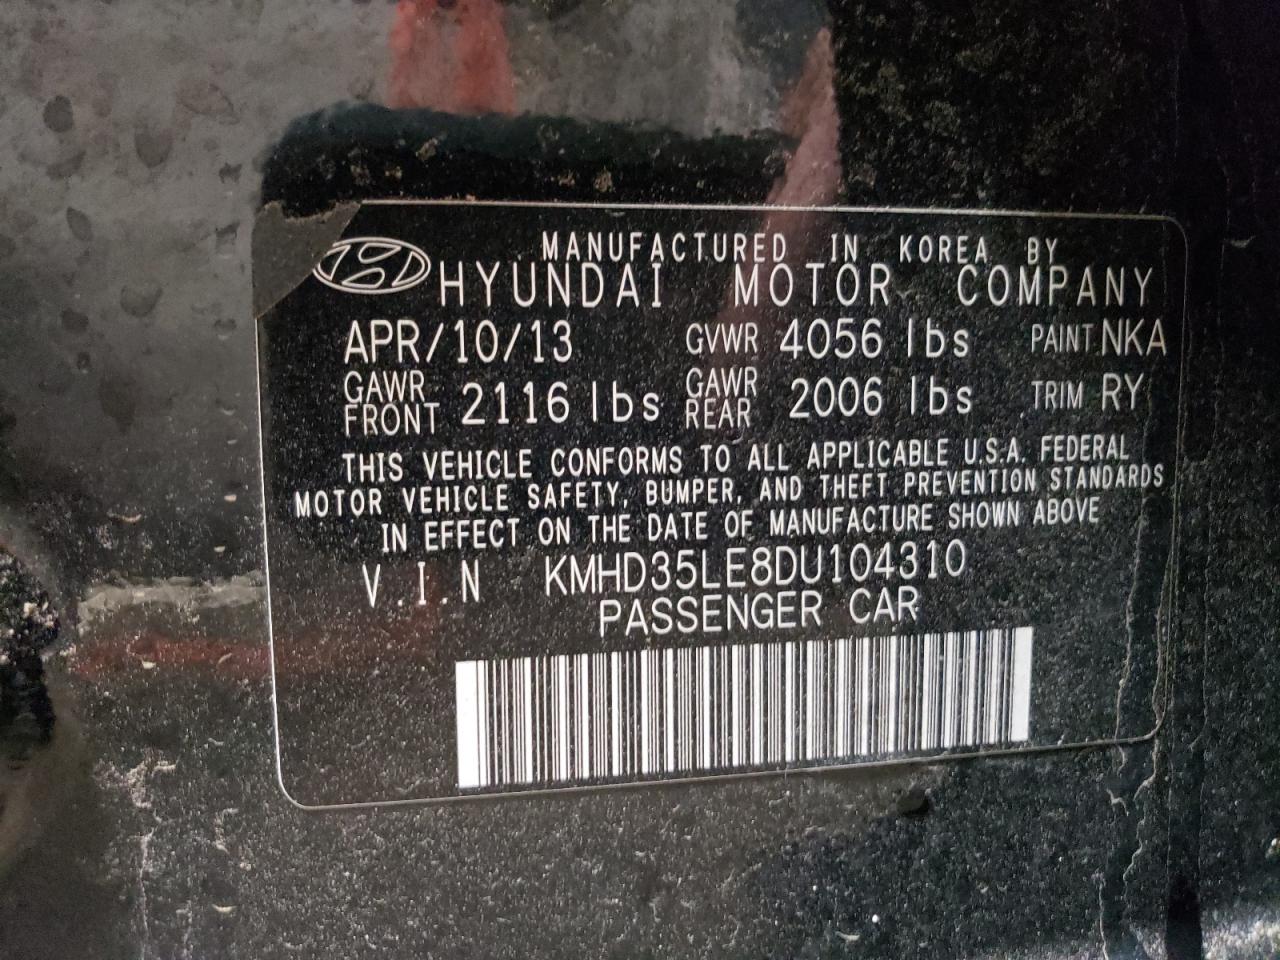 MANUFACTURED IN KOREA BY
HYUNDAI MOTOR COMPANY
APR/10/13 GVWR 4056 lbs PAINT NKA
GAWR FRONT 2116 lbs GAWR REAR 2006 lbs TRIM RY
THIS VEHICLE CONFORMS TO ALL APPLICABLE U.S.A. FEDERAL
MOTOR VEHICLE SAFETY, BUMPER, AND THEFT PREVENTION STANDARDS
IN EFFECT ON THE DATE OF MANUFACTURE SHOWN ABOVE
V.I.N KMHD35LE8DU104310
PASSENGER CAR